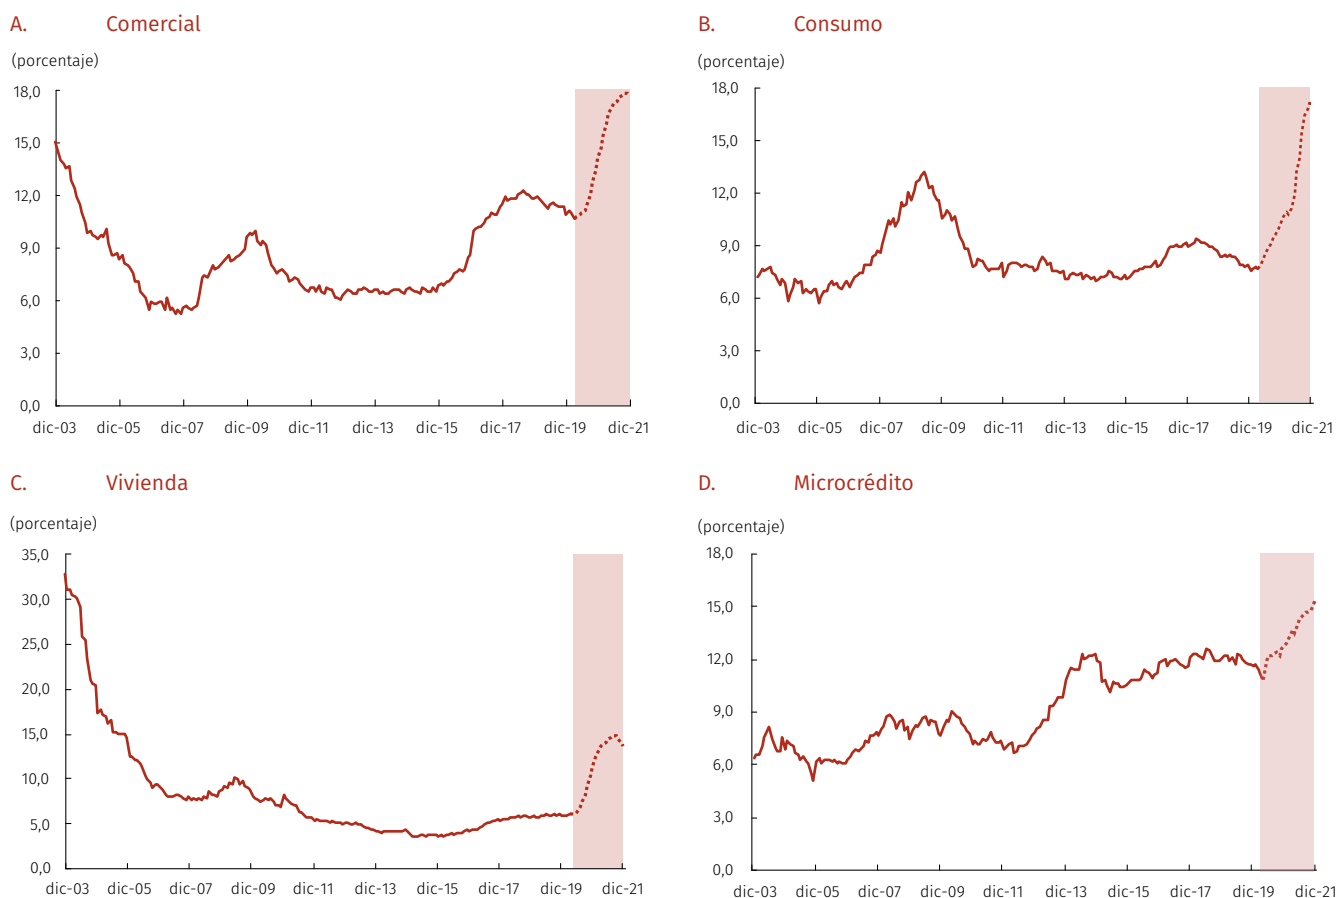 A. Comercial
(porcentaje)
18,0
15,0
12,0
9,0
6,0
3,0
0,0
dic-03 dic-05 dic-07 dic-09 dic-11 dic-13 dic-15 dic-17 dic-19 dic-21
B. Consumo
(porcentaje)
18,0
15,0
12,0
9,0
6,0
3,0
0,0
dic-03 dic-05 dic-07 dic-09 dic-11 dic-13 dic-15 dic-17 dic-19 dic-21
C. Vivienda
(porcentaje)
35,0
30,0
25,0
20,0
15,0
10,0
5,0
0,0
dic-03 dic-05 dic-07 dic-09 dic-11 dic-13 dic-15 dic-17 dic-19 dic-21
D. Microcrédito
(porcentaje)
18,0
15,0
12,0
9,0
6,0
3,0
0,0
dic-03 dic-05 dic-07 dic-09 dic-11 dic-13 dic-15 dic-17 dic-19 dic-21